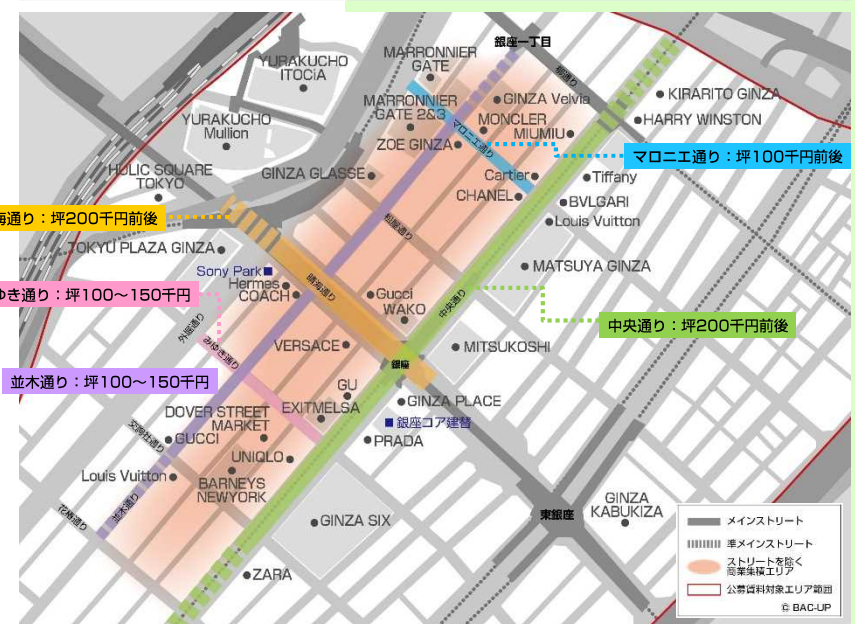 銀座一丁目
MARRONNIER
GATE
柳通り
YURAKUCHO
ITOCiA
KIRARITO GINZA
GINZA Velvia
MARRONNIER
GATE 2&3
MONCLER
MIUMIU
HARRY WINSTON
YURAKUCHO
Mullion
マロニエ通り
ZOE GINZA
マロニエ通り：坪100千円前後
HULIC SQUARE
TOKYO
GINZA GLASSE
Cartier
Tiffany
CHANEL
BVLGARI
海通り：坪200千円前後
Louis Vuitton
松屋通り
TOKYU PLAZA GINZA
Sony Park
MATSUYA GINZA
Hermes
COACH
晴海通り
Gucci
WAKO
中央通り
ゆき通り：坪100～150千円
外堀通り
みゆき通り
中央通り：坪200千円前後
VERSACE
MITSUKOSHI
銀座
並木通り：坪100～150千円
GU
EXITMELSA
GINZA PLACE
銀座コア建替
DOVER STREET
MARKET
交詢社通り
GUCCI
PRADA
UNIQLO
Louis Vuitton
BARNEYS
NEWYORK
並木通り
花椿通り
GINZA SIX
東銀座
GINZA
KABUKIZA
ZARA
メインストリート
準メインストリート
ストリートを除く
商業集積エリア
公募賃料対象エリア範囲
© BAC-UP